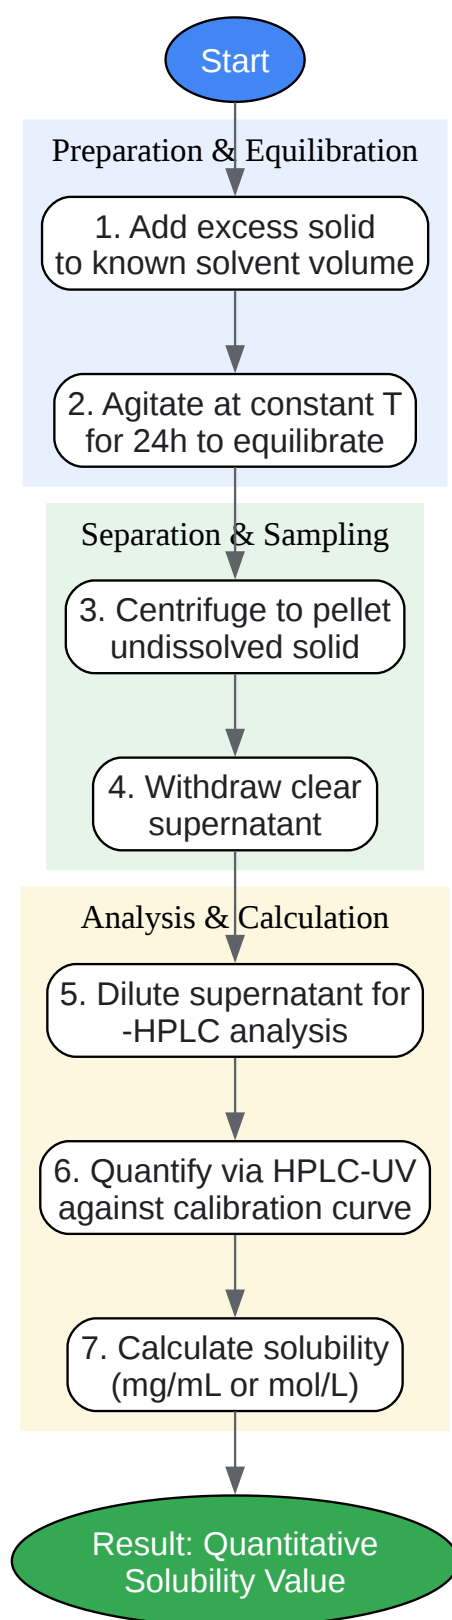 Start
Preparation & Equilibration
1. Add excess solid
to known solvent volume
2. Agitate at constant T
for 24h to equilibrate
Separation & Sampling
3. Centrifuge to pellet
undissolved solid
4. Withdraw clear
supernatant
Analysis & Calculation
5. Dilute supernatant for
-HPLC analysis
6. Quantify via HPLC-UV
against calibration curve
7. Calculate solubility
(mg/mL or mol/L)
Result: Quantitative
Solubility Value